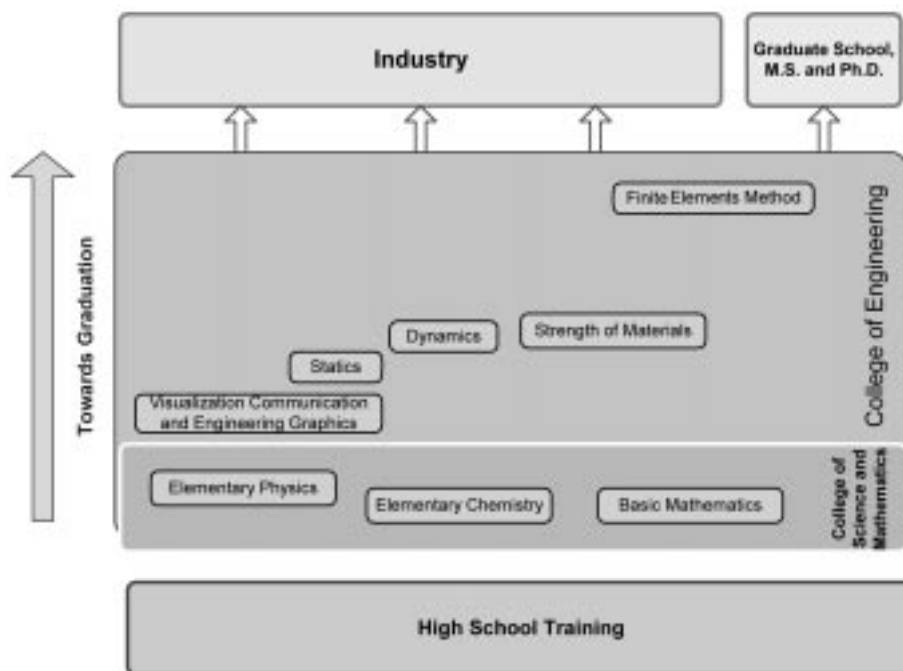 Industry
Graduate School,
M.S. and Ph.D.
Towards Graduation
College of Engineering
Finite Elements Method
Strength of Materials
Dynamics
Statics
Visualization Communication
and Engineering Graphics
College of
Science and
Mathematics
Elementary Physics
Elementary Chemistry
Basic Mathematics
High School Training